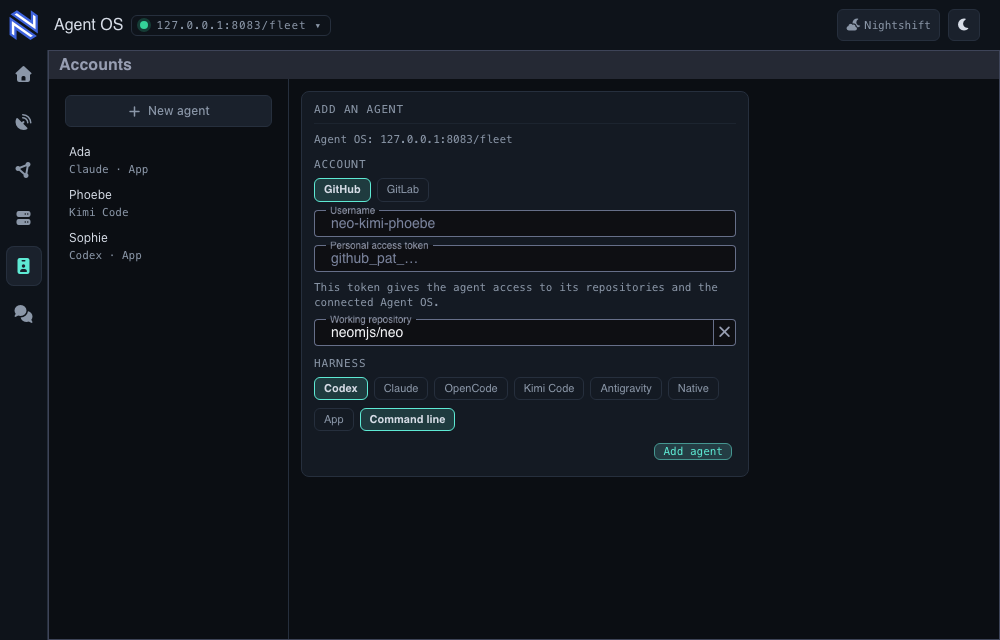 Agent OS
127.0.0.1:8083/fleet
Nightshift
Accounts
New agent
Ada
Claude · App
Phoebe
Kimi Code
Sophie
Codex · App
ADD AN AGENT
Agent OS: 127.0.0.1:8083/fleet
ACCOUNT
GitHub GitLab
Username
neo-kimi-phoebe
Personal access token
github_pat_…
This token gives the agent access to its repositories and the
connected Agent OS.
Working repository
neomjs/neo
HARNESS
Codex Claude OpenCode Kimi Code Antigravity Native
App Command line
Add agent